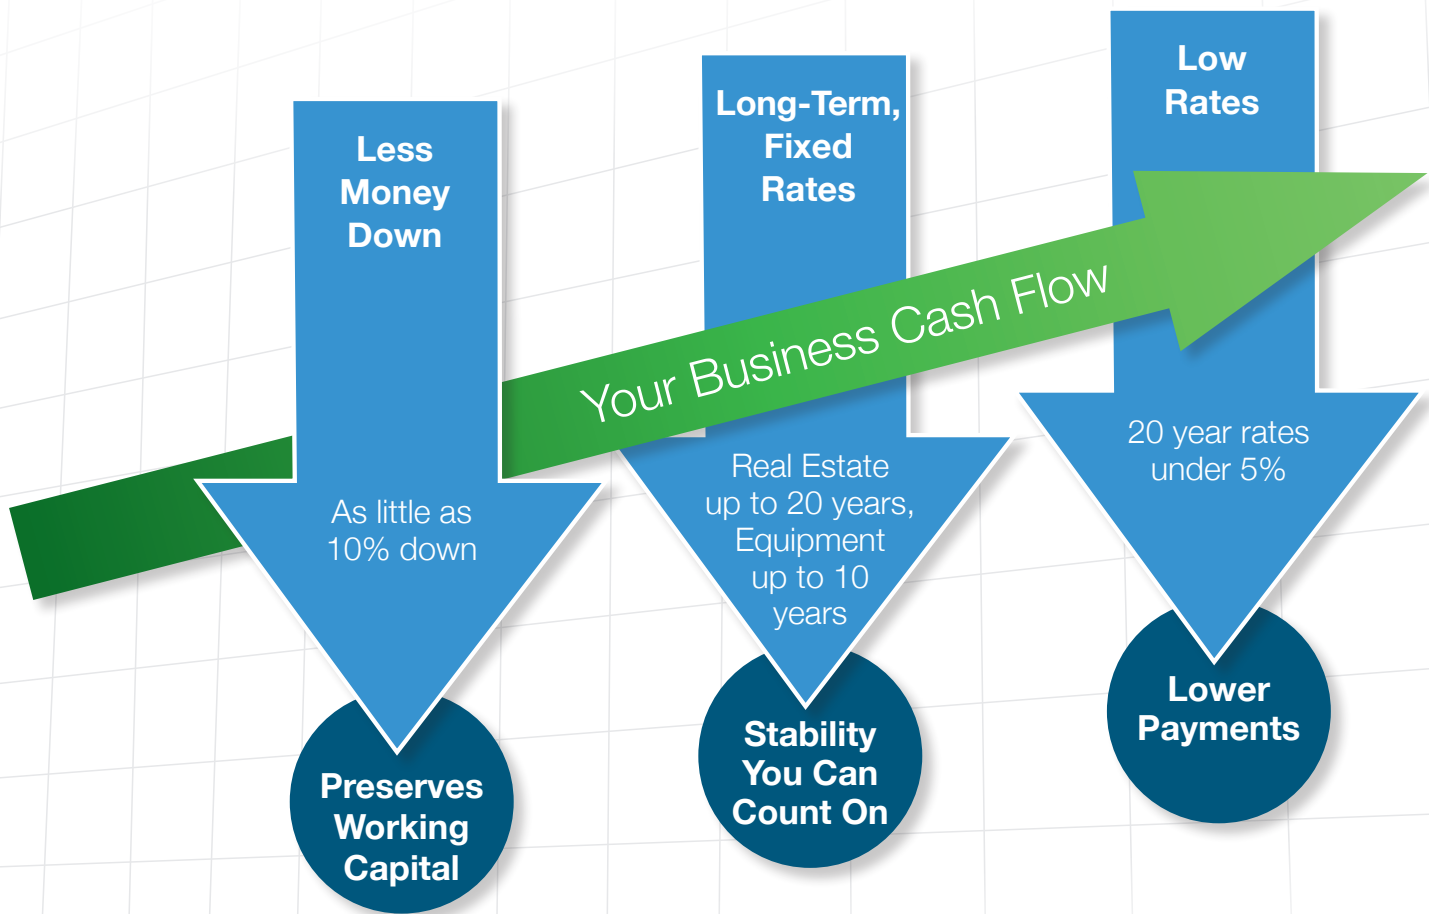 Less
Money
Down
As little as
10% down
Preserves
Working
Capital
Long-Term,
Fixed
Rates
Real Estate
up to 20 years,
Equipment
up to 10
years
Stability
You Can
Count On
Low
Rates
20 year rates
under 5%
Lower
Payments
Your Business Cash Flow